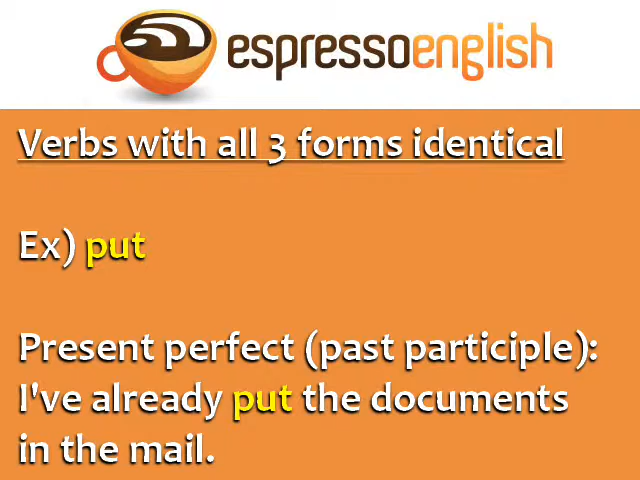 espressoenglish
Verbs with all 3 forms identical
Ex) put
Present perfect (past participle):
I've already put the documents
in the mail.